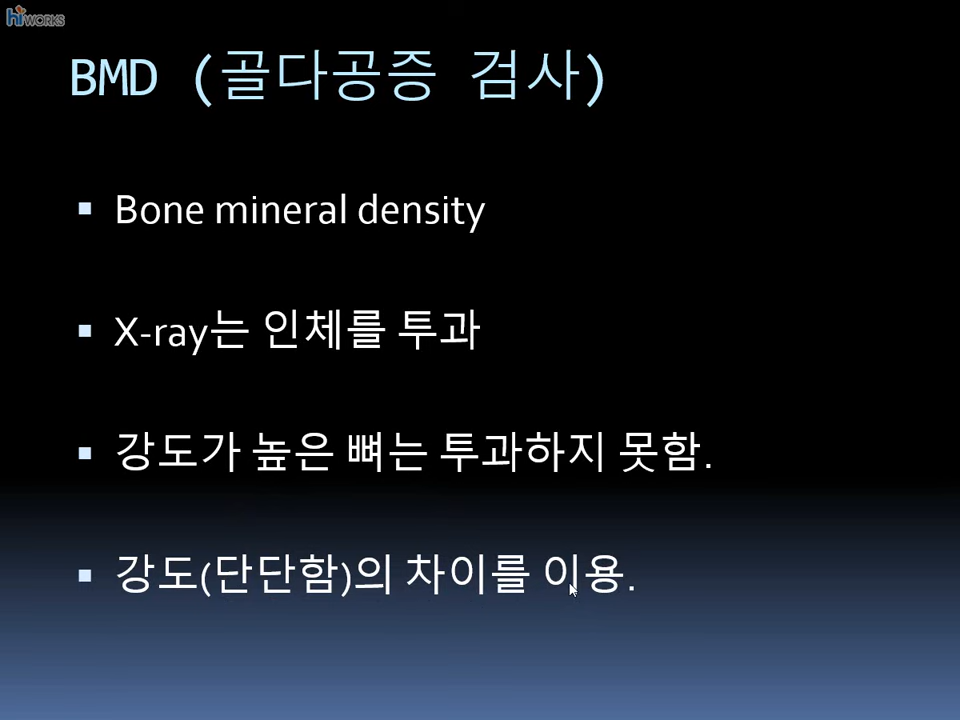 hiworks
BMD (골다공증 검사)
Bone mineral density
X-ray는 인체를 투과
강도가 높은 뼈는 투과하지 못함.
강도(단단함)의 차이를 이용.